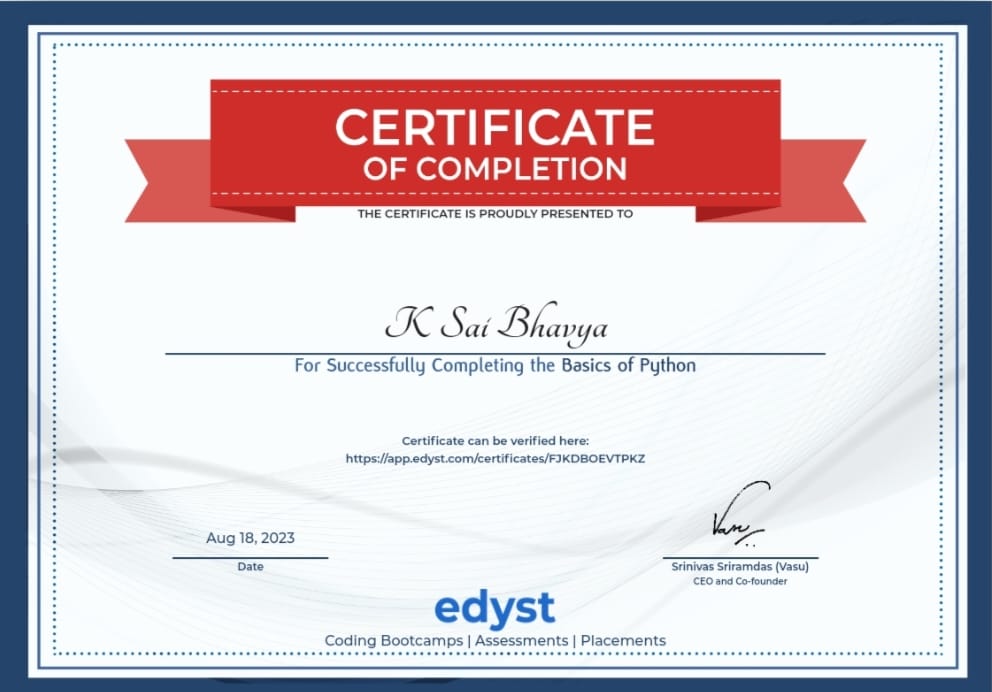 CERTIFICATE
OF COMPLETION
THE CERTIFICATE IS PROUDLY PRESENTED TO
K Sai Bhavya
For Successfully Completing the Basics of Python
Certificate can be verified here:
https://app.edyst.com/certificates/FJKDBOEVTPKZ
Aug 18, 2023
Date
Vasu
Srinivas Sriramdas (Vasu)
CEO and Co-founder
edyst
Coding Bootcamps | Assessments | Placements